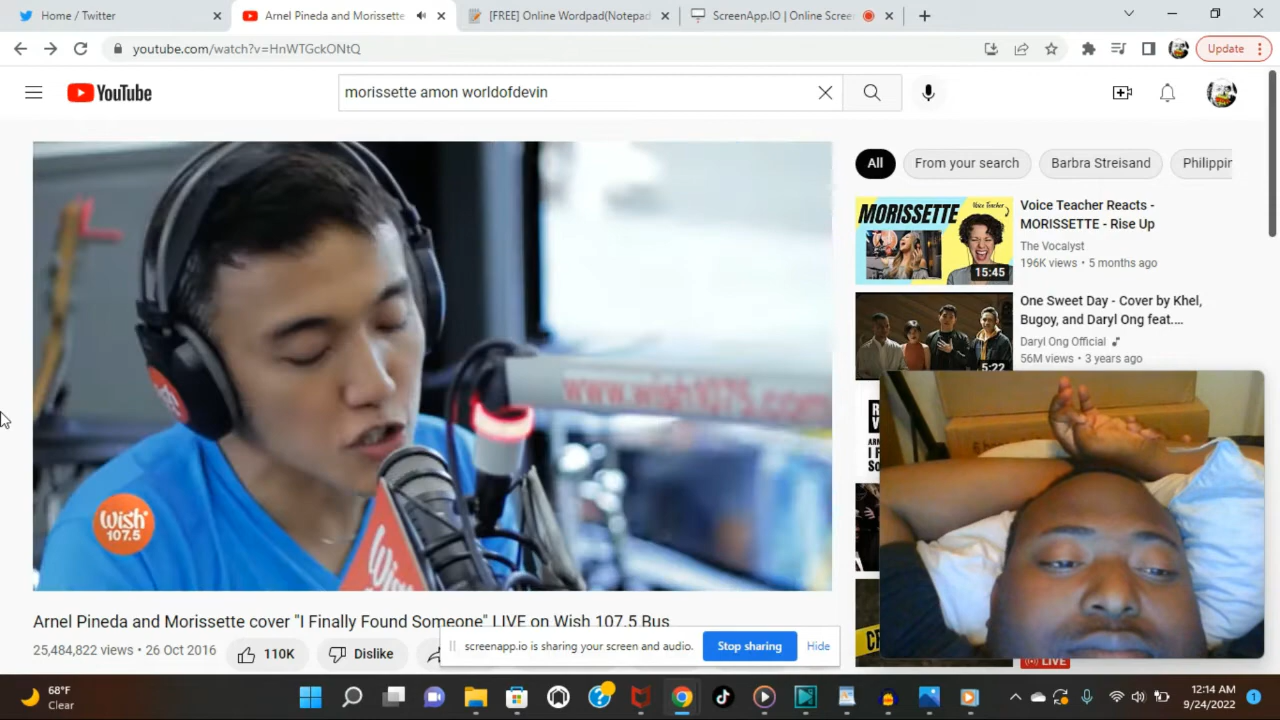 Home / Twitter
Arnel Pineda and Morissette
[FREE] Online Wordpad(Notepad
ScreenApp.IO | Online Scree
youtube.com/watch?v=HnWTGckONtQ
Update
YouTube
morissette amon worldofdevin
All
From your search
Barbra Streisand
Philippin
MORISSETTE
Voice Teacher
15:45
Voice Teacher Reacts -
MORISSETTE - Rise Up
The Vocalyst
196K views • 5 months ago
One Sweet Day - Cover by Khel,
Bugoy, and Daryl Ong feat....
Daryl Ong Official
56M views • 3 years ago
5:22
www.wish1075.com
wish
107.5
Wish
Arnel Pineda and Morissette cover "I Finally Found Someone" LIVE on Wish 107.5 Bus
25,484,822 views • 26 Oct 2016
110K
Dislike
screenapp.io is sharing your screen and audio.
Stop sharing
Hide
LIVE
68°F
Clear
12:14 AM
9/24/2022
1